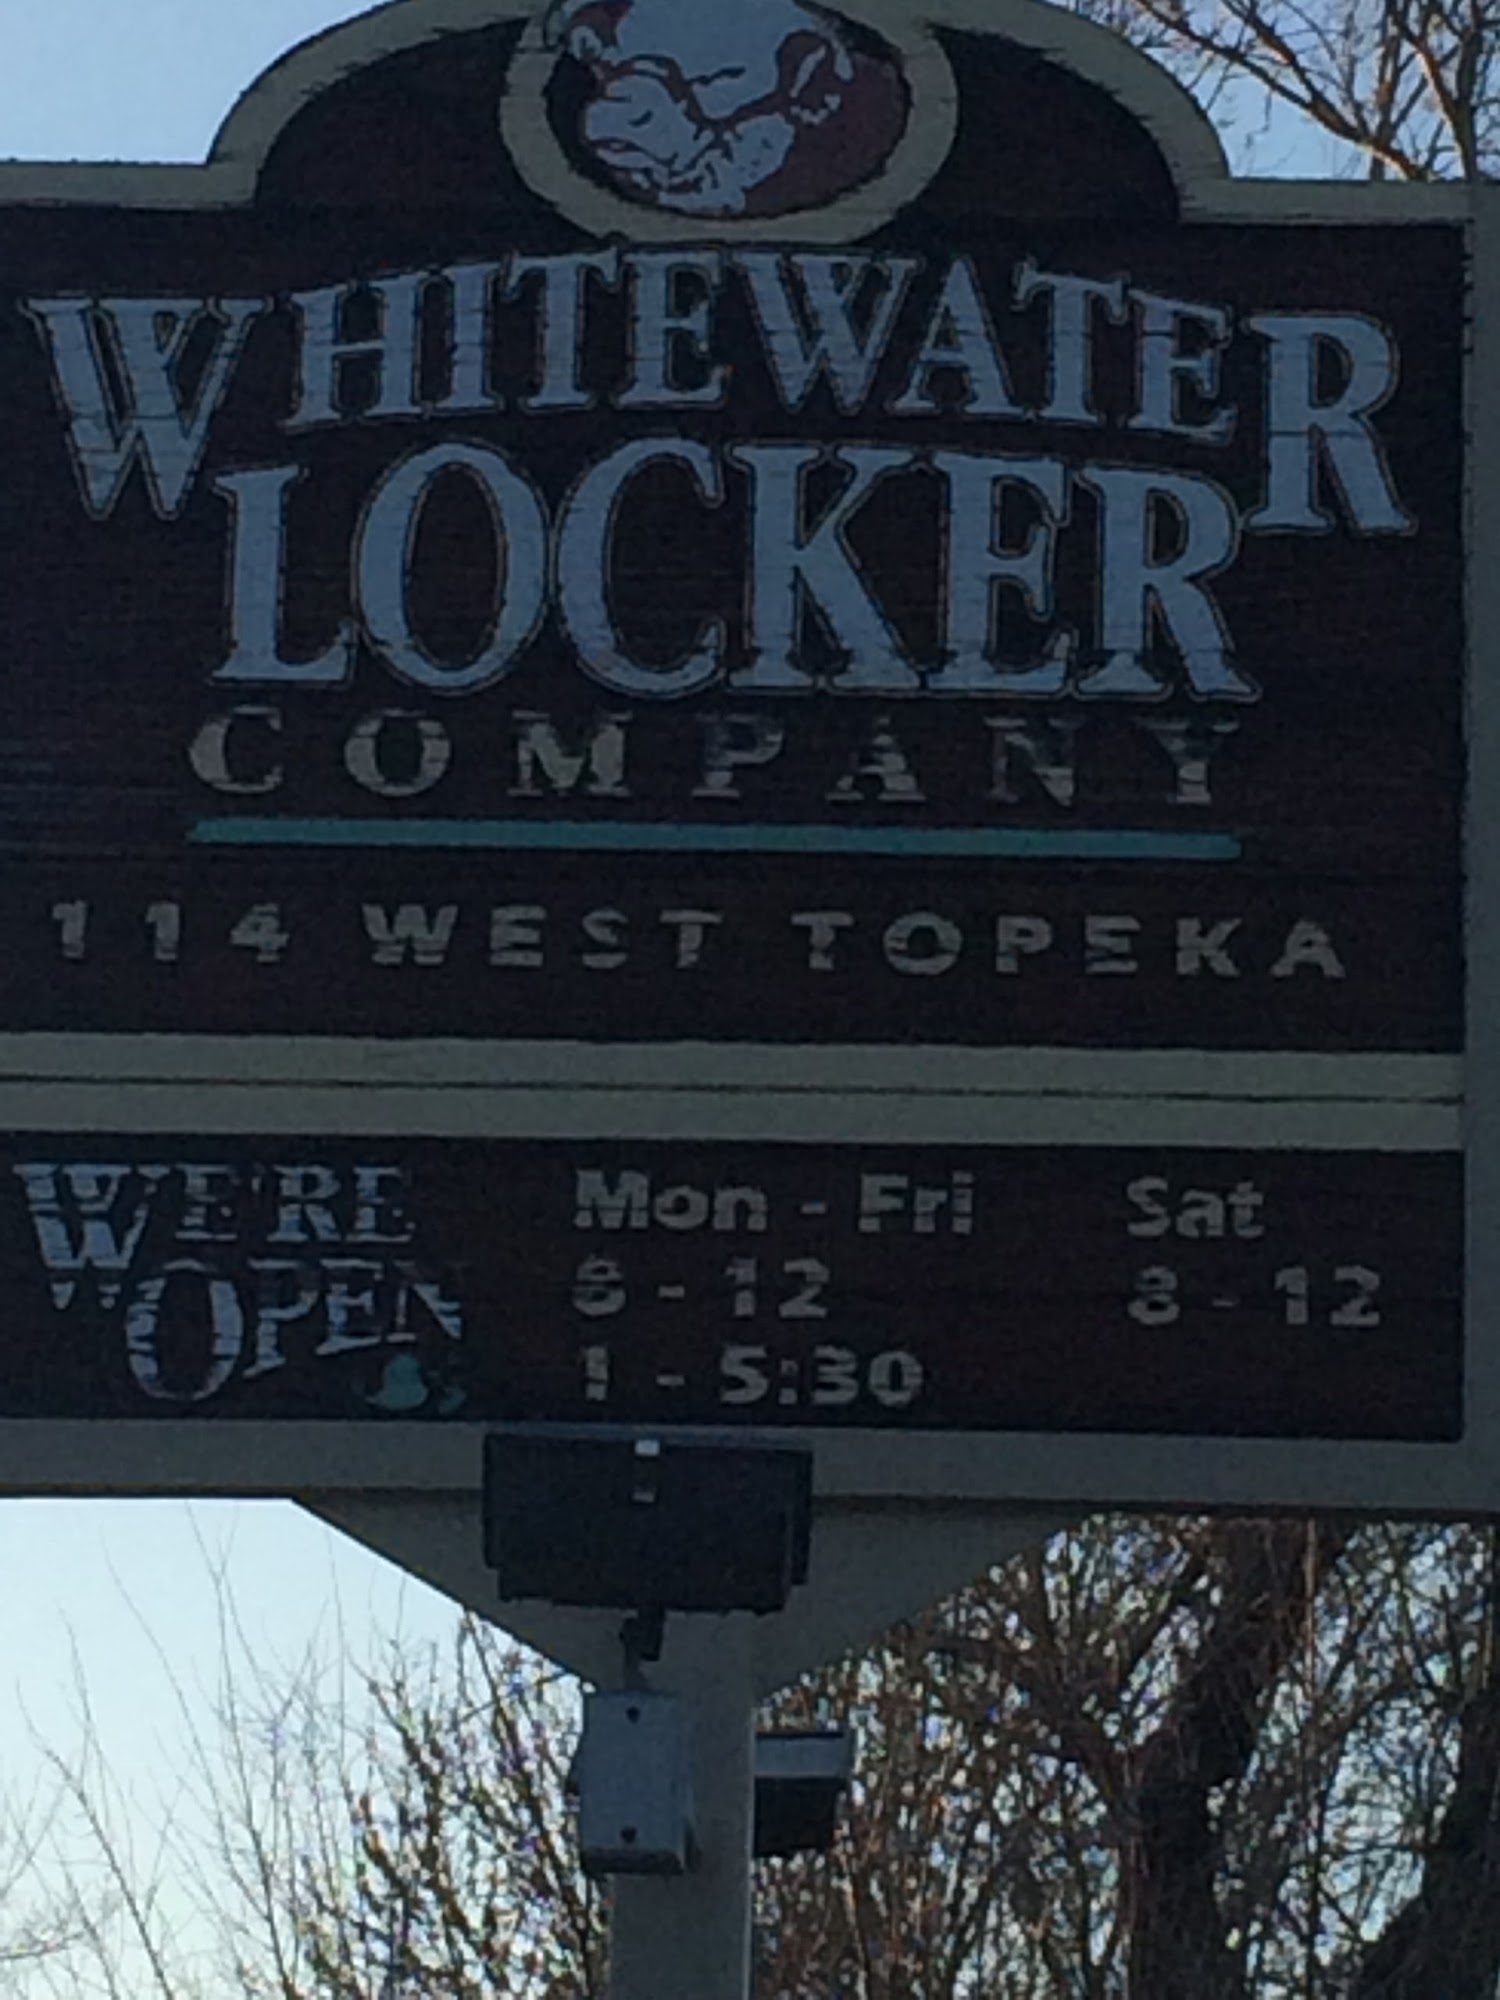 WHITEWATER
LOCKER
COMPANY
114 WEST TOPEKA
WE'RE
OPEN
Mon - Fri
8 - 12
1 - 5:30
Sat
8 - 12